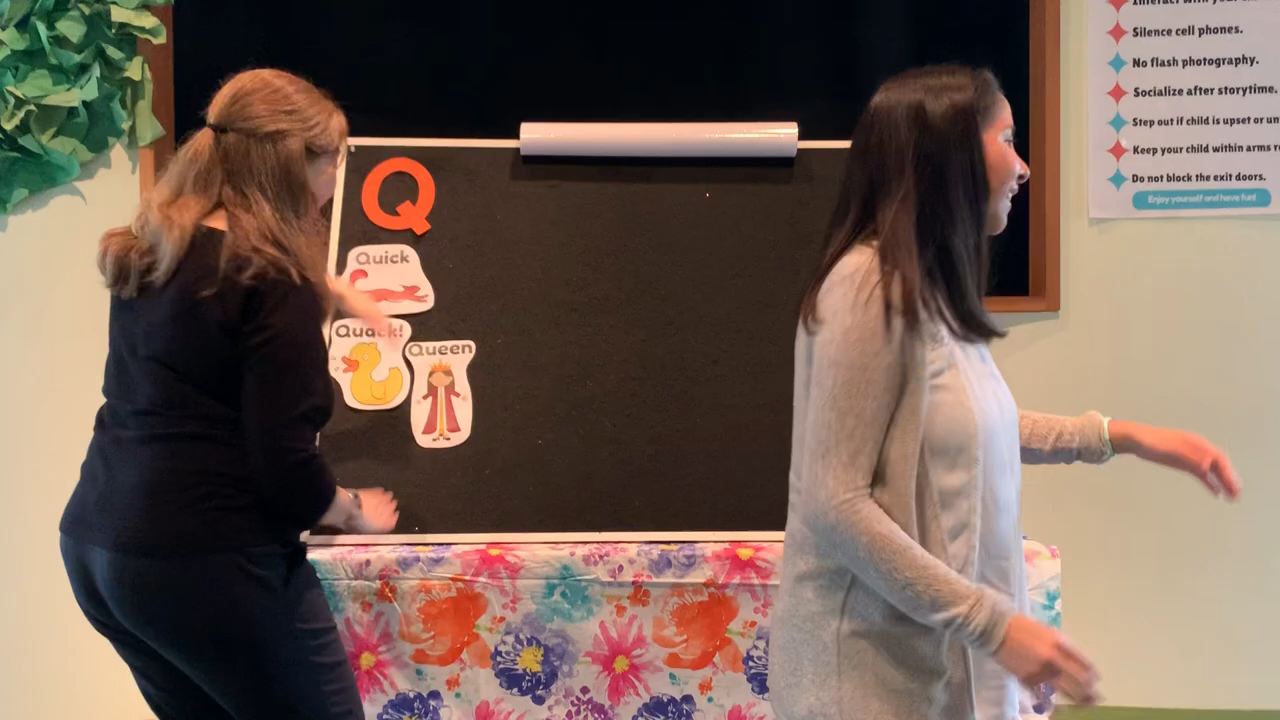 Q
Quick
Quack!
Queen
Silence cell phones.
No flash photography.
Socialize after storytime.
Step out if child is upset or
Keep your child within arms
Do not block the exit doors.
Enjoy yourself and have fun!